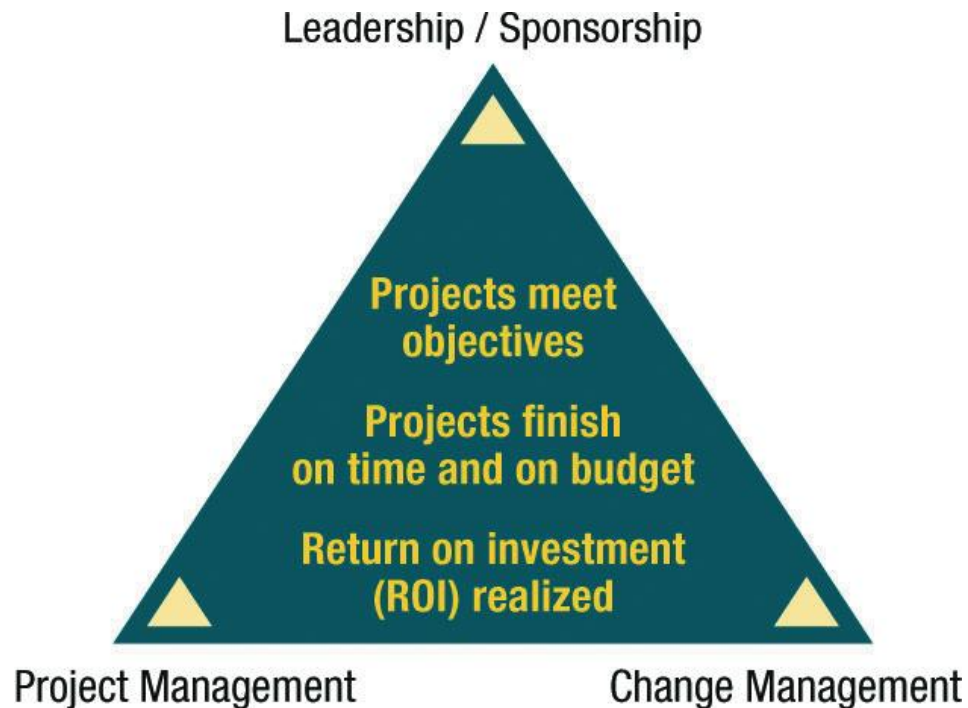 Leadership / Sponsorship
Projects meet
objectives
Projects finish
on time and on budget
Return on investment
(ROI) realized
Project Management
Change Management